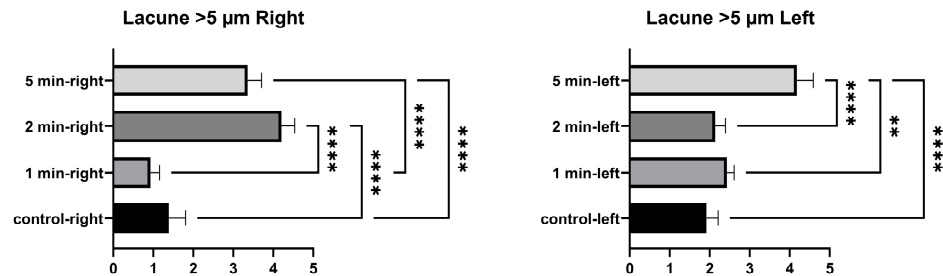 Lacune >5 µm Right
5 min-right
2 min-right
1 min-right
control-right
****
****
****
****
0 1 2 3 4 5
Lacune >5 µm Left
5 min-left
2 min-left
1 min-left
control-left
****
**
****
0 1 2 3 4 5